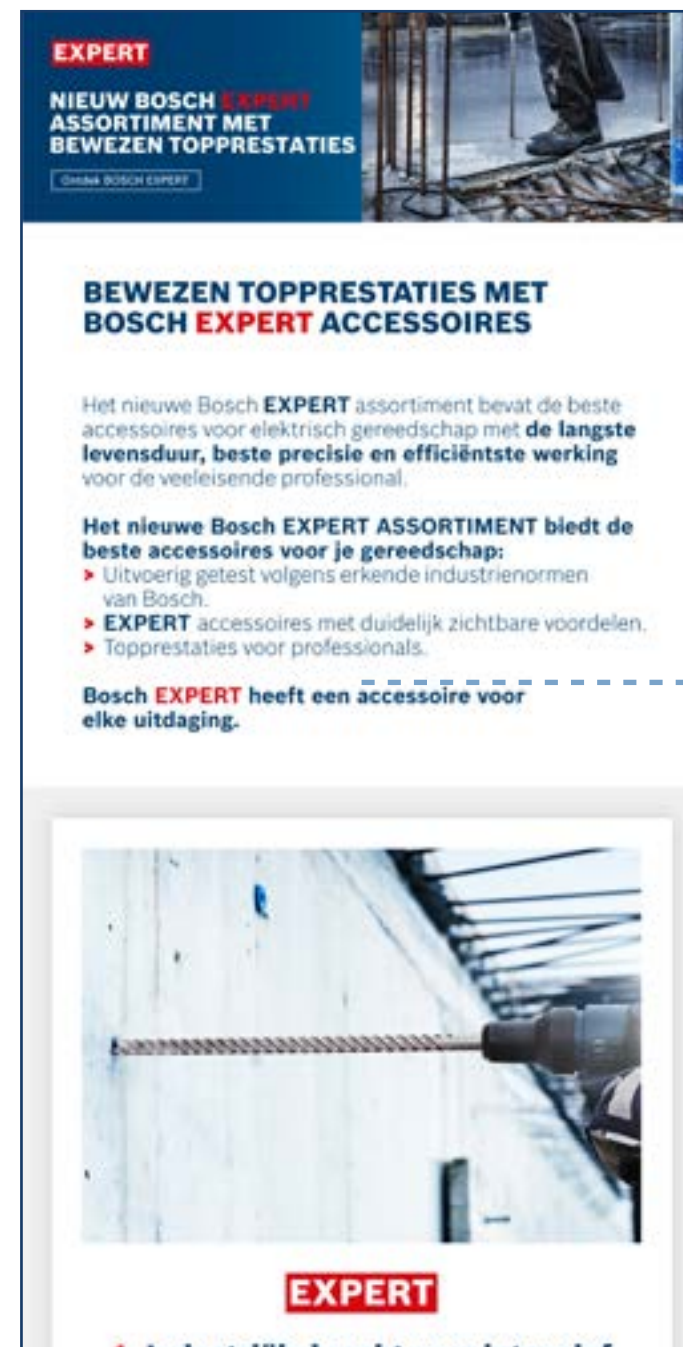 EXPERT
NIEUW BOSCH EXPERT
ASSORTIMENT MET
BEWEZEN TOPPRESTATIES
Ontdek BOSCH EXPERT
BEWEZEN TOPPRESTATIES MET
BOSCH EXPERT ACCESSOIRES
Het nieuwe Bosch EXPERT assortiment bevat de beste
accessoires voor elektrisch gereedschap met de langste
levensduur, beste precisie en efficiëntste werking
voor de veeleisende professional.
Het nieuwe Bosch EXPERT ASSORTIMENT biedt de
beste accessoires voor je gereedschap:
> Uitvoerig getest volgens erkende industrienormen
van Bosch.
> EXPERT accessoires met duidelijk zichtbare voordelen.
> Topprestaties voor professionals.
Bosch EXPERT heeft een accessoire voor
elke uitdaging.
EXPERT